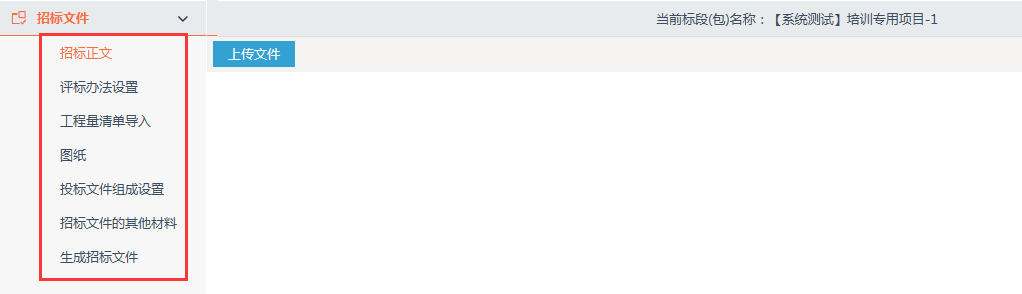 招标文件
当前标段(包)名称：【系统测试】培训专用项目-1
招标正文
上传文件
评标办法设置
工程量清单导入
图纸
投标文件组成设置
招标文件的其他材料
生成招标文件